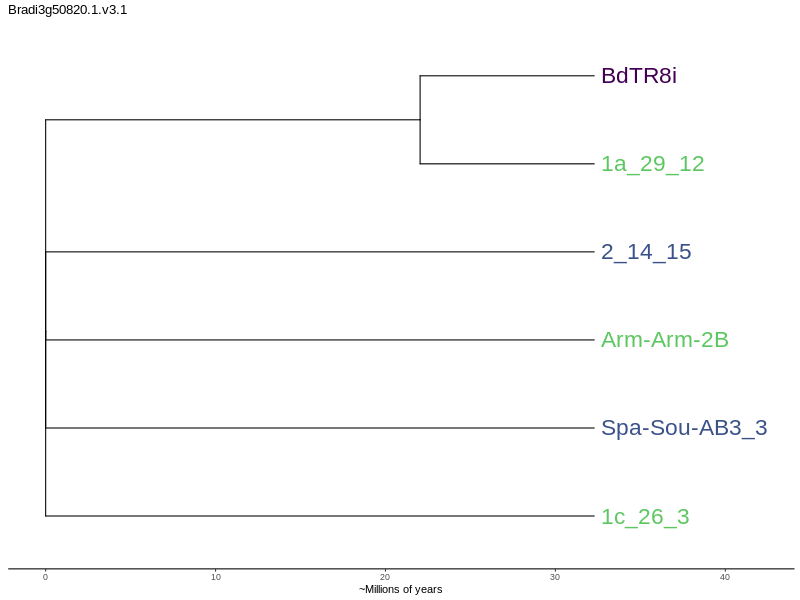 Bradi3g50820.1.v3.1
BdTR8i
1a_29_12
2_14_15
Arm-Arm-2B
Spa-Sou-AB3_3
1c_26_3
0 10 20 30 40
~Millions of years